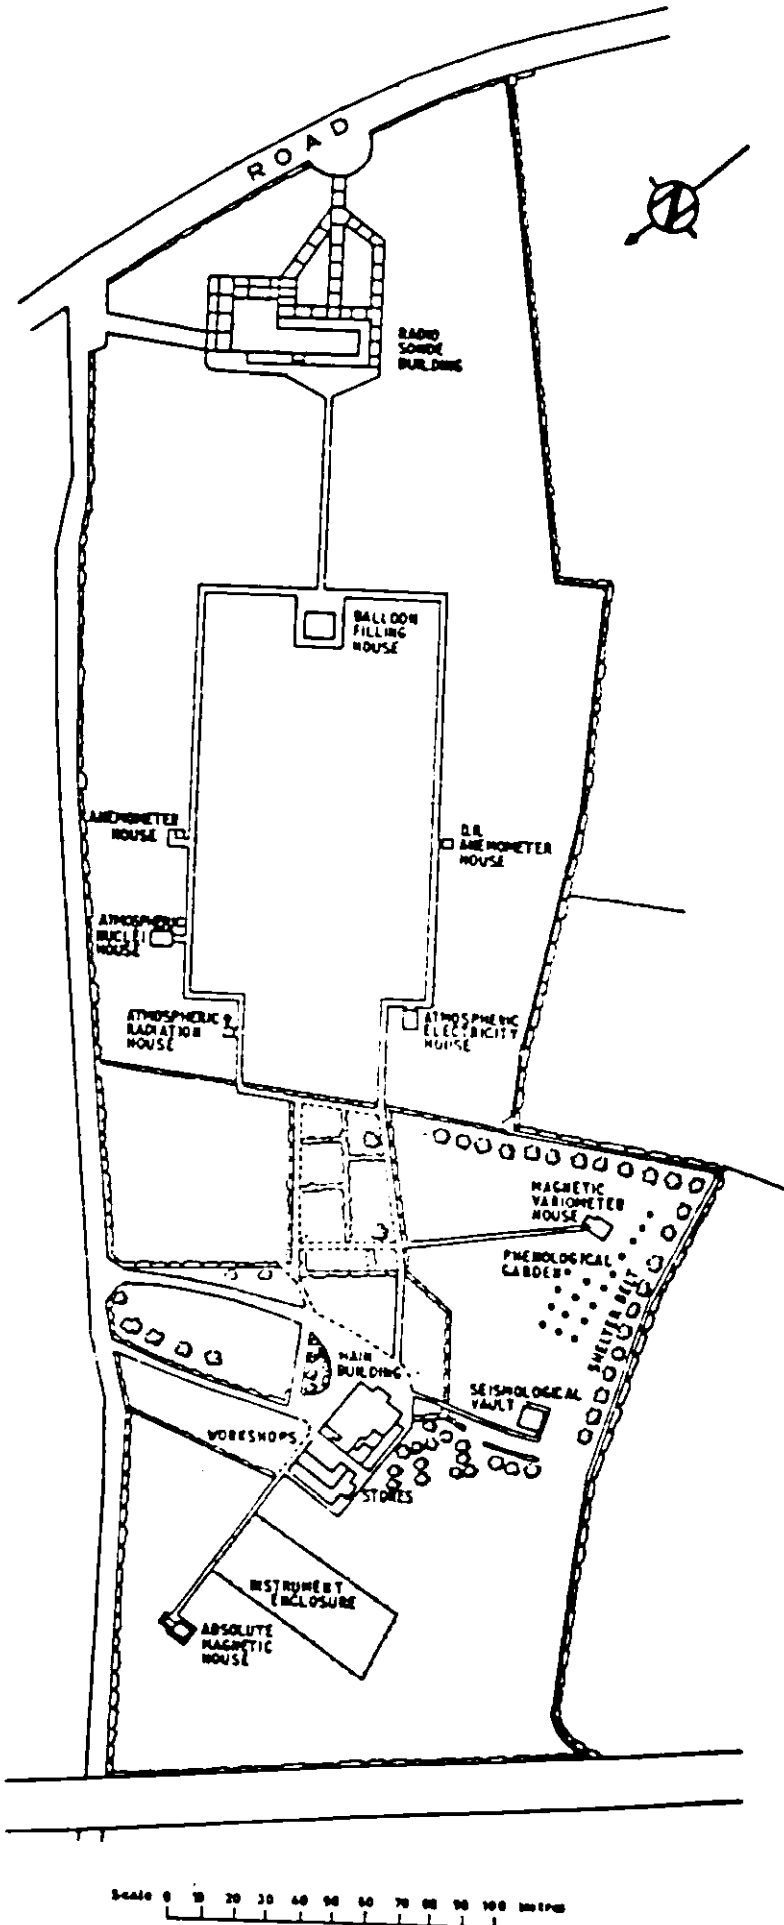 ROAD
RADIO
SONDE
BUILDING
BALLOON
FILLING
HOUSE
ANEMOMETER
HOUSE
D.R.
ANEMOMETER
HOUSE
ATMOSPHERIC
NUCLEI
HOUSE
ATMOSPHERIC
RADIATION
HOUSE
ATMOSPHERIC
ELECTRICITY
HOUSE
MAGNETIC
VARIOMETER
HOUSE
PHENOLOGICAL
GARDEN
SHELTER BELT
MAIN
BUILDING
SEISMOLOGICAL
VAULT
WORKSHOPS
STORES
INSTRUMENT
ENCLOSURE
ABSOLUTE
MAGNETIC
HOUSE
Scale 0 10 20 30 40 50 60 70 80 90 100 metres